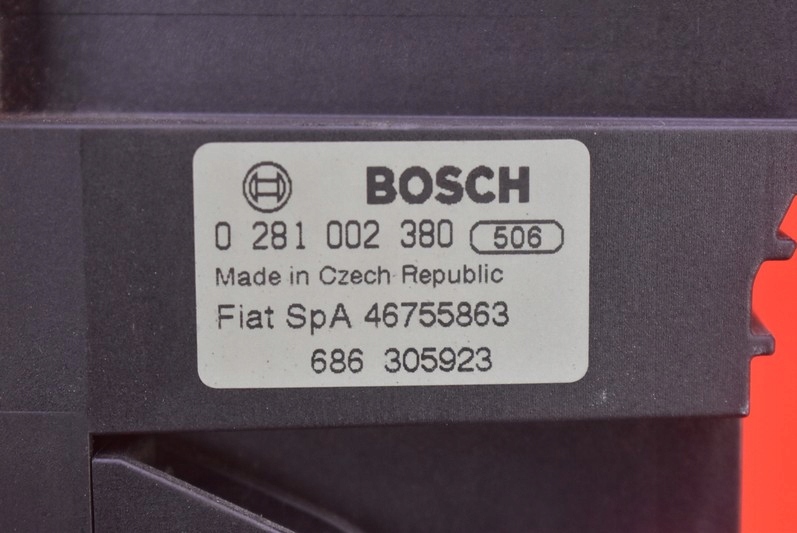 BOSCH
0 281 002 380 506
Made in Czech Republic
Fiat SpA 46755863
686 305923